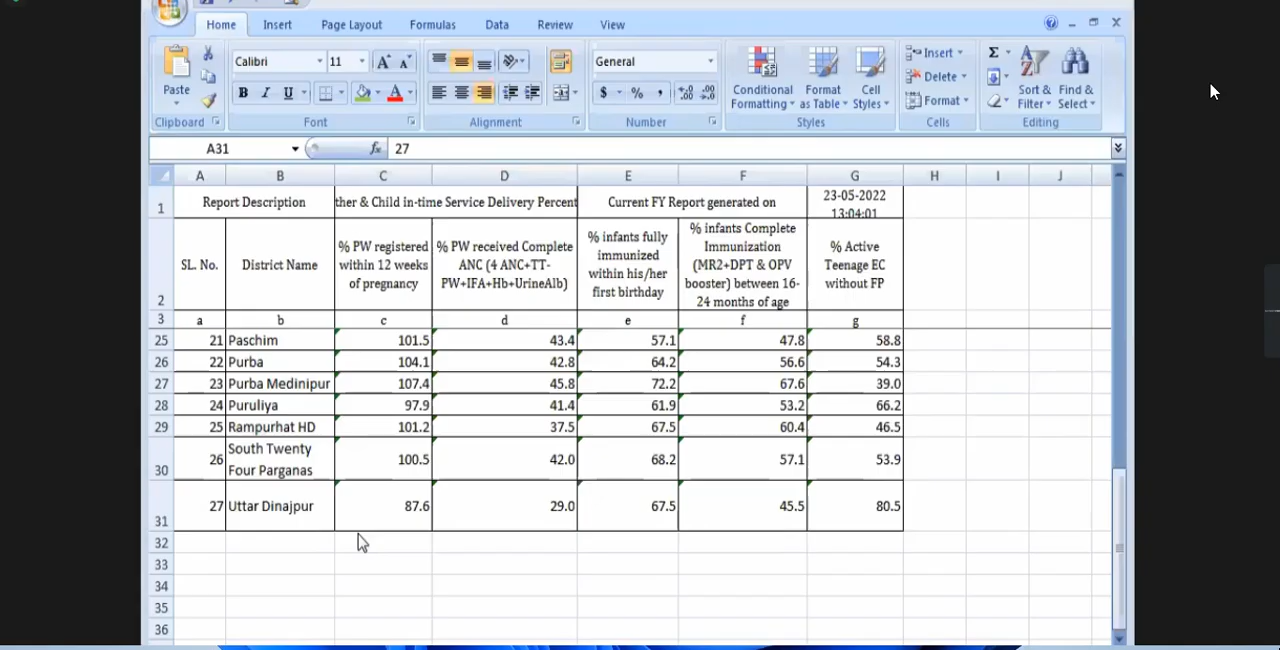 Home Insert Page Layout Formulas Data Review View
Calibri 11 General Insert Σ
Paste B I U $ % , Conditional Format Cell Delete Sort & Find &
Formatting as Table Styles Format Filter Select
Clipboard Font Alignment Number Styles Cells Editing
A31 fx 27
A B C D E F G H I J
1 Report Description ther & Child in-time Service Delivery Percent Current FY Report generated on 23-05-2022
13:04:01
2 SL. No. District Name % PW registered within 12 weeks of pregnancy % PW received Complete ANC (4 ANC+TT-PW+IFA+Hb+UrineAlb) % infants fully immunized within his/her first birthday % infants Complete Immunization (MR2+DPT & OPV booster) between 16-24 months of age % Active Teenage EC without FP
3 a b c d e f g
25 21 Paschim 101.5 43.4 57.1 47.8 58.8
26 22 Purba 104.1 42.8 64.2 56.6 54.3
27 23 Purba Medinipur 107.4 45.8 72.2 67.6 39.0
28 24 Puruliya 97.9 41.4 61.9 53.2 66.2
29 25 Rampurhat HD 101.2 37.5 67.5 60.4 46.5
30 26 South Twenty Four Parganas 100.5 42.0 68.2 57.1 53.9
31 27 Uttar Dinajpur 87.6 29.0 67.5 45.5 80.5
32
33
34
35
36